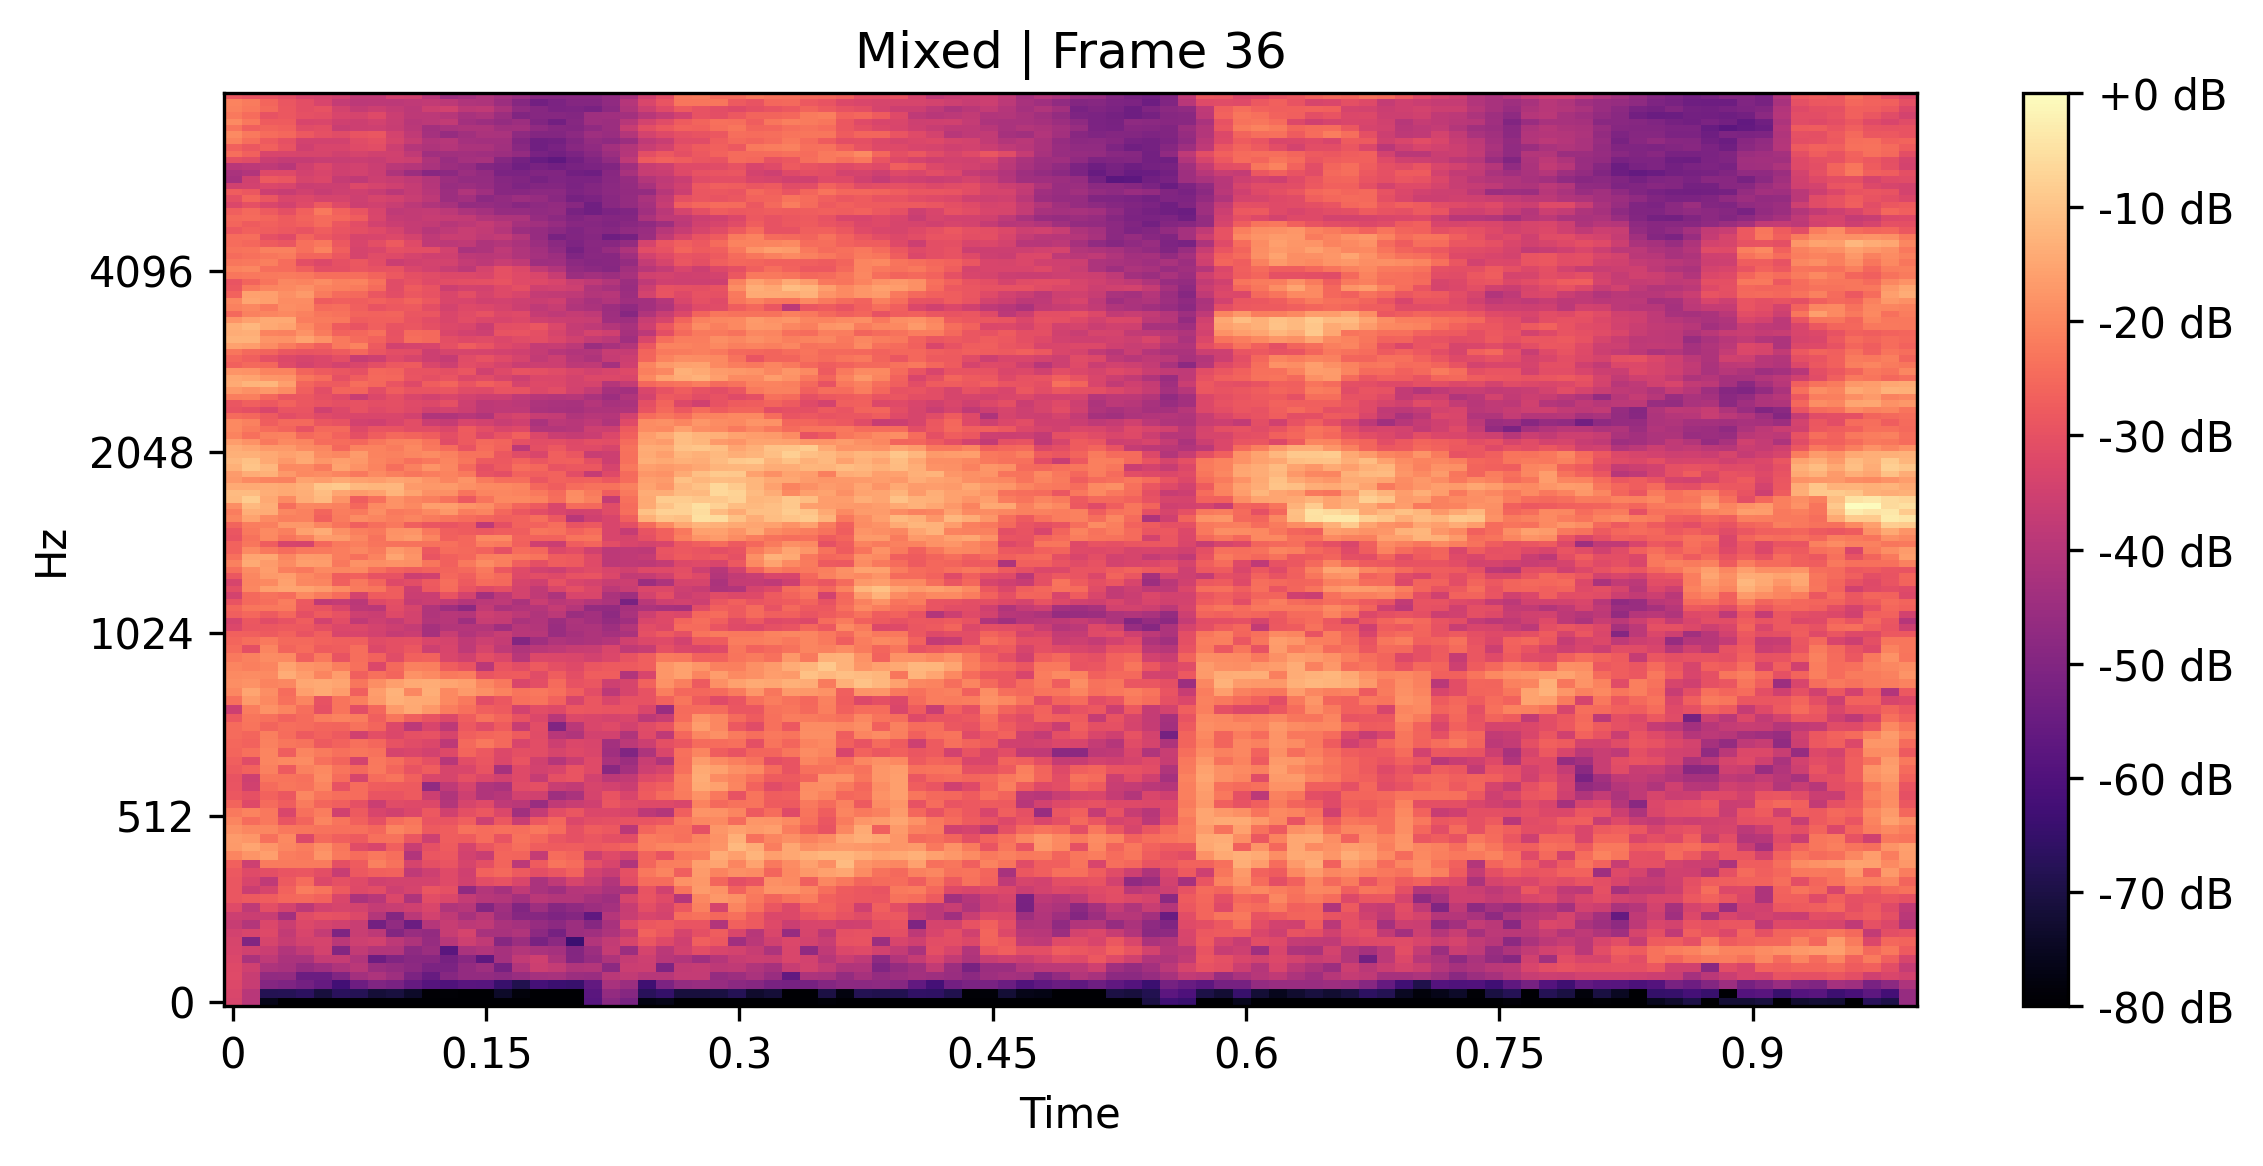 Mixed | Frame 36
+0 dB
-10 dB
-20 dB
-30 dB
-40 dB
-50 dB
-60 dB
-70 dB
-80 dB
Hz
4096
2048
1024
512
0
0 0.15 0.3 0.45 0.6 0.75 0.9
Time